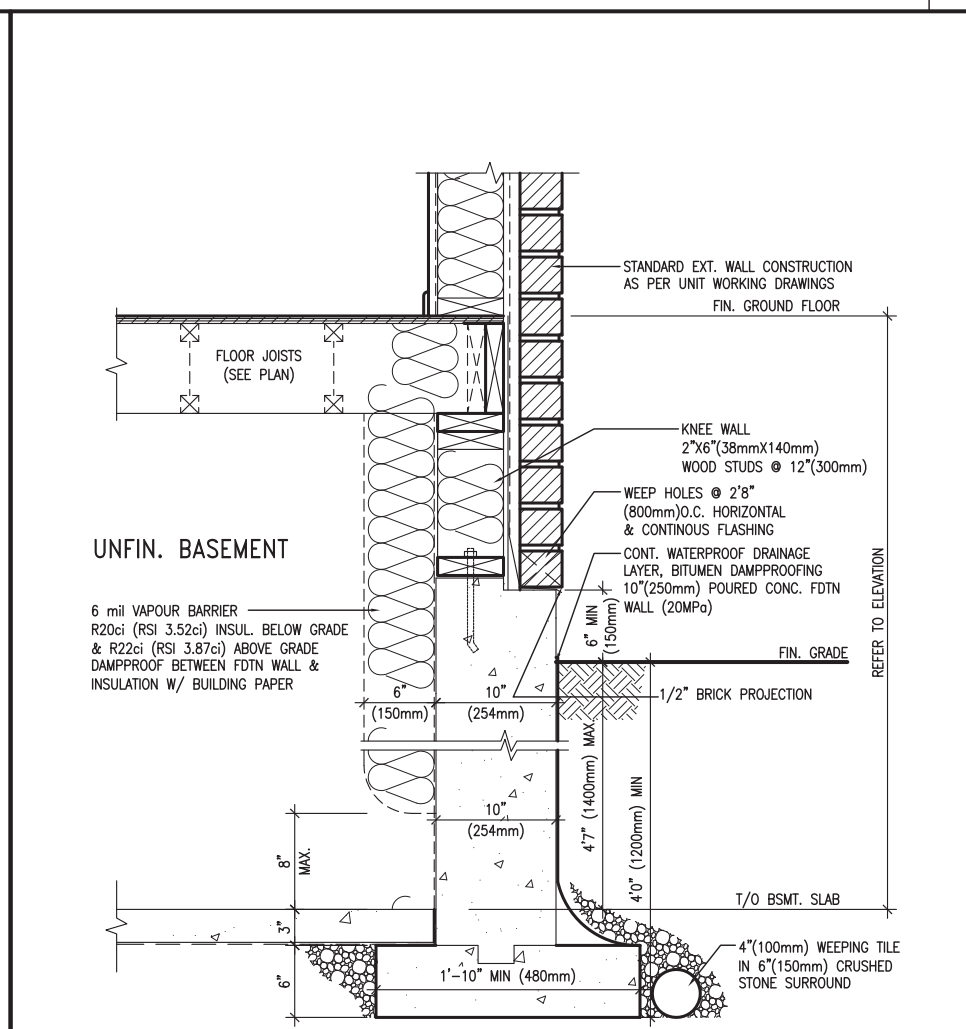 STANDARD EXT. WALL CONSTRUCTION
AS PER UNIT WORKING DRAWINGS
FIN. GROUND FLOOR
FLOOR JOISTS
(SEE PLAN)
KNEE WALL
2"X6"(38mmX140mm)
WOOD STUDS @ 12"(300mm)
WEEP HOLES @ 2'8"
(800mm)O.C. HORIZONTAL
& CONTINOUS FLASHING
UNFIN. BASEMENT
CONT. WATERPROOF DRAINAGE
LAYER, BITUMEN DAMPPROOFING
10"(250mm) POURED CONC. FDTN
WALL (20MPa)
6 mil VAPOUR BARRIER
R20ci (RSI 3.52ci) INSUL. BELOW GRADE
& R22ci (RSI 3.87ci) ABOVE GRADE
DAMPPROOF BETWEEN FDTN WALL &
INSULATION W/ BUILDING PAPER
6" MIN
(150mm)
REFER TO ELEVATION
FIN. GRADE
1/2" BRICK PROJECTION
6"
(150mm)
10"
(254mm)
4'7" (1400mm) MAX.
4'0" (1200mm) MIN
10"
(254mm)
8"
MAX.
T/O BSMT. SLAB
3"
6"
1'-10" MIN (480mm)
4"(100mm) WEEPING TILE
IN 6"(150mm) CRUSHED
STONE SURROUND